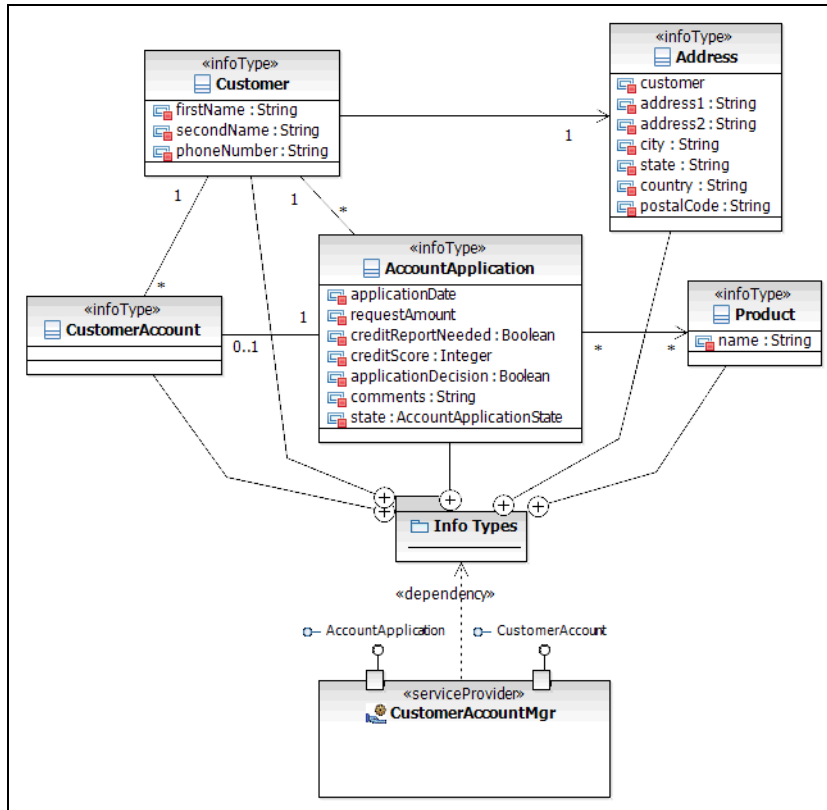 «infoType»
Customer
firstName : String
secondName : String
phoneNumber : String
«infoType»
Address
customer
address1 : String
address2 : String
city : String
state : String
country : String
postalCode : String
1
1
1
*
*
«infoType»
AccountApplication
applicationDate
requestAmount
creditReportNeeded : Boolean
creditScore : Integer
applicationDecision : Boolean
comments : String
state : AccountApplicationState
«infoType»
CustomerAccount
0..1
1
«infoType»
Product
name : String
*
*
Info Types
«dependency»
AccountApplication
CustomerAccount
«serviceProvider»
CustomerAccountMgr